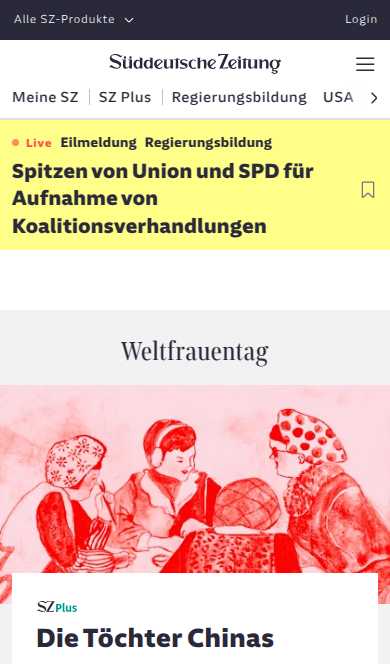 Alle SZ-Produkte
Login
Süddeutsche Zeitung
Meine SZ
SZ Plus
Regierungsbildung
USA
Live Eilmeldung Regierungsbildung
Spitzen von Union und SPD für
Aufnahme von
Koalitionsverhandlungen
Weltfrauentag
SZ Plus
Die Töchter Chinas